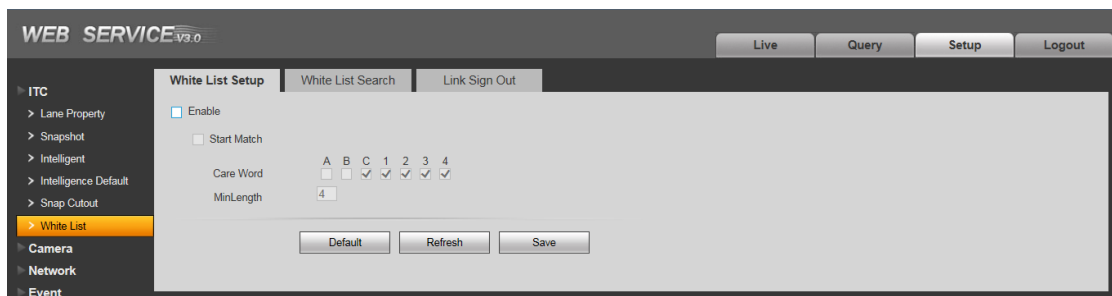 WEB SERVICE V3.0
Live Query Setup Logout
White List Setup White List Search Link Sign Out
ITC
> Lane Property
> Snapshot
> Intelligent
> Intelligence Default
> Snap Cutout
> White List
Camera
Network
Event
Enable
Start Match
A B C 1 2 3 4
Care Word
MinLength 4
Default Refresh Save